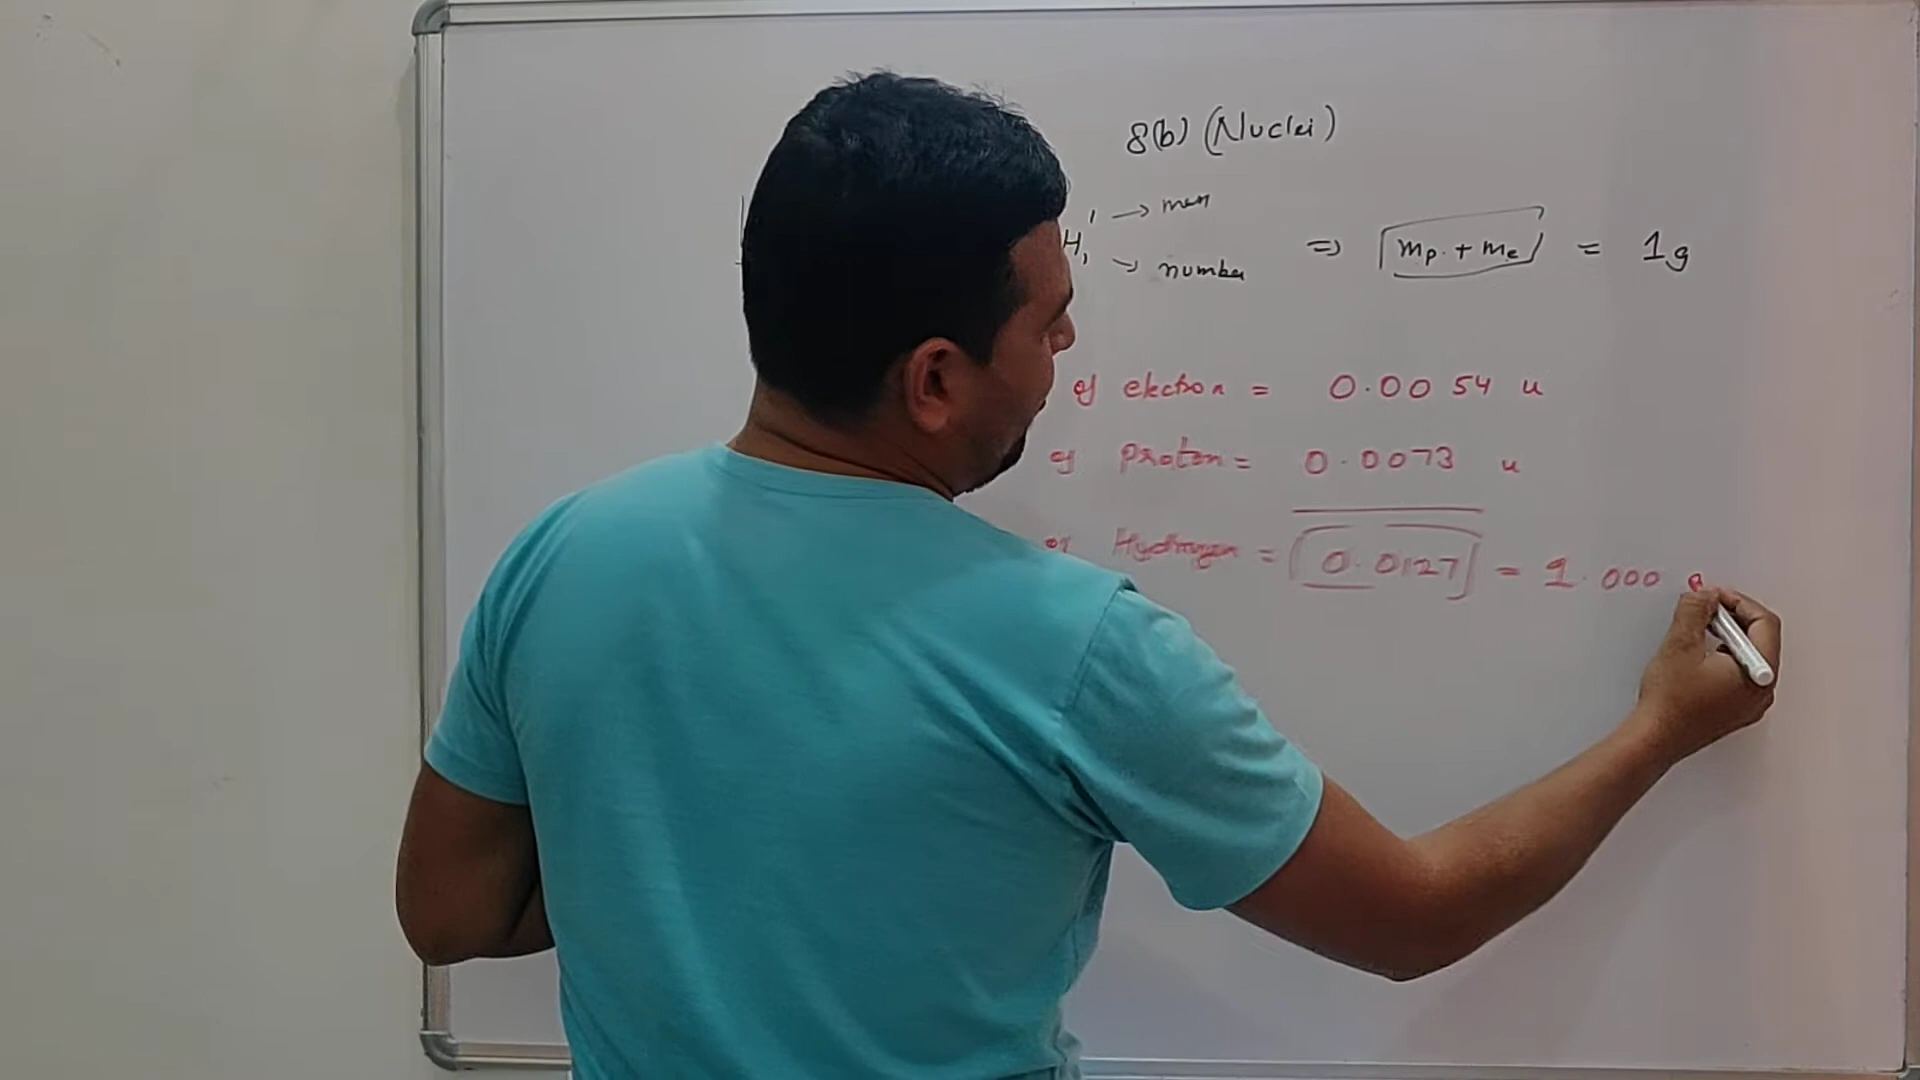 8(b) (Nuclei)
H 1 → mass
1 → number ⇒ mp. + me = 1g
of electron = 0.0054 u
of Proton = 0.0073 u
of Hydrogen = 0.0127 = 1.000